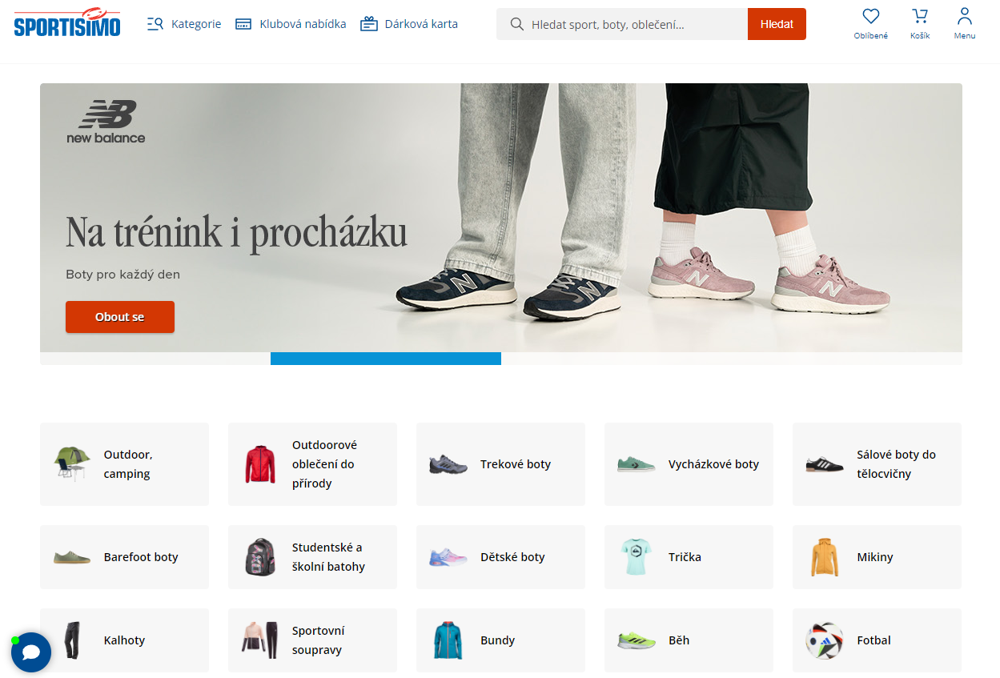 SPORTISIMO
Kategorie
Klubová nabídka
Dárková karta
Hledat sport, boty, oblečení...
Hledat
Oblíbené
Košík
Menu
NB
new balance
Na trénink i procházku
Boty pro každý den
Obout se
N
N
N
N
Outdoor,
camping
Outdoorové
oblečení do
přírody
Trekové boty
Vycházkové boty
Sálové boty do
tělocvičny
Barefoot boty
Studentské a
školní batohy
Dětské boty
Trička
Mikiny
Kalhoty
Sportovní
soupravy
Bundy
Běh
Fotbal